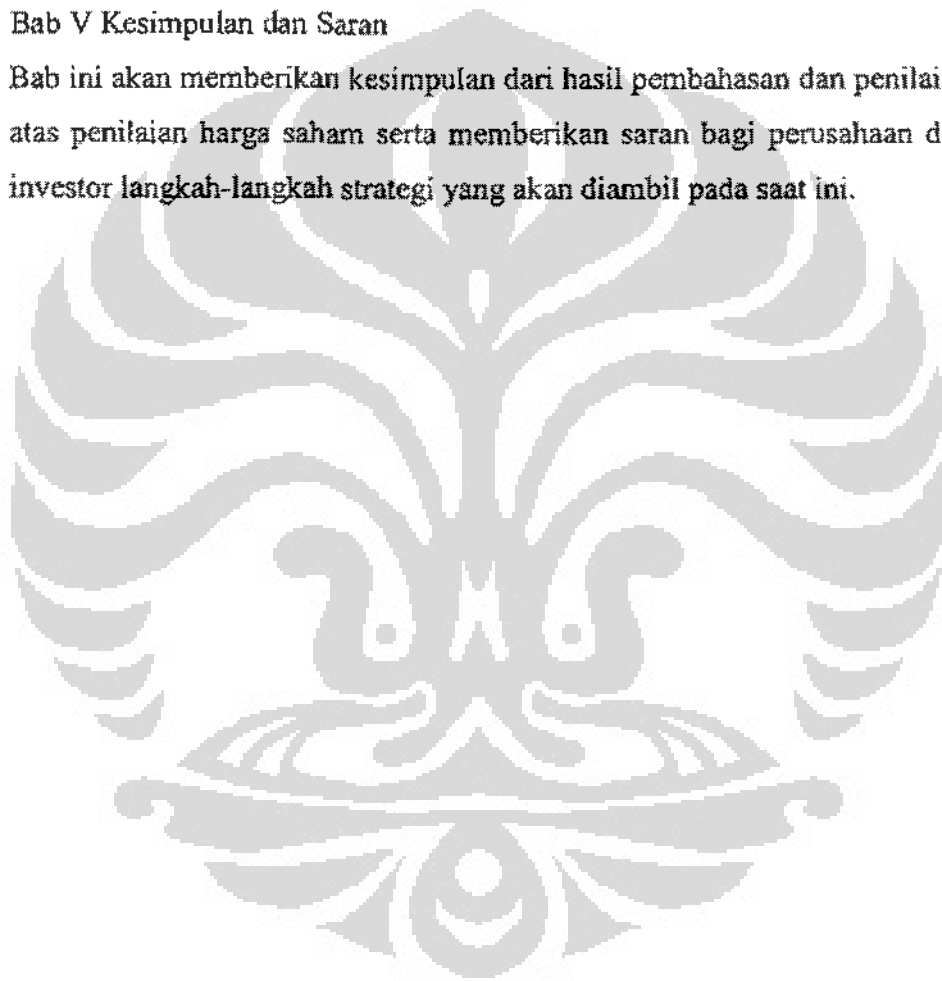 Bab V Kesimpulan dan Saran
Bab ini akan memberikan kesimpulan dari hasil pembahasan dan penilai
atas penilaian harga saham serta memberikan saran bagi perusahaan d
investor langkah-langkah strategi yang akan diambil pada saat ini.